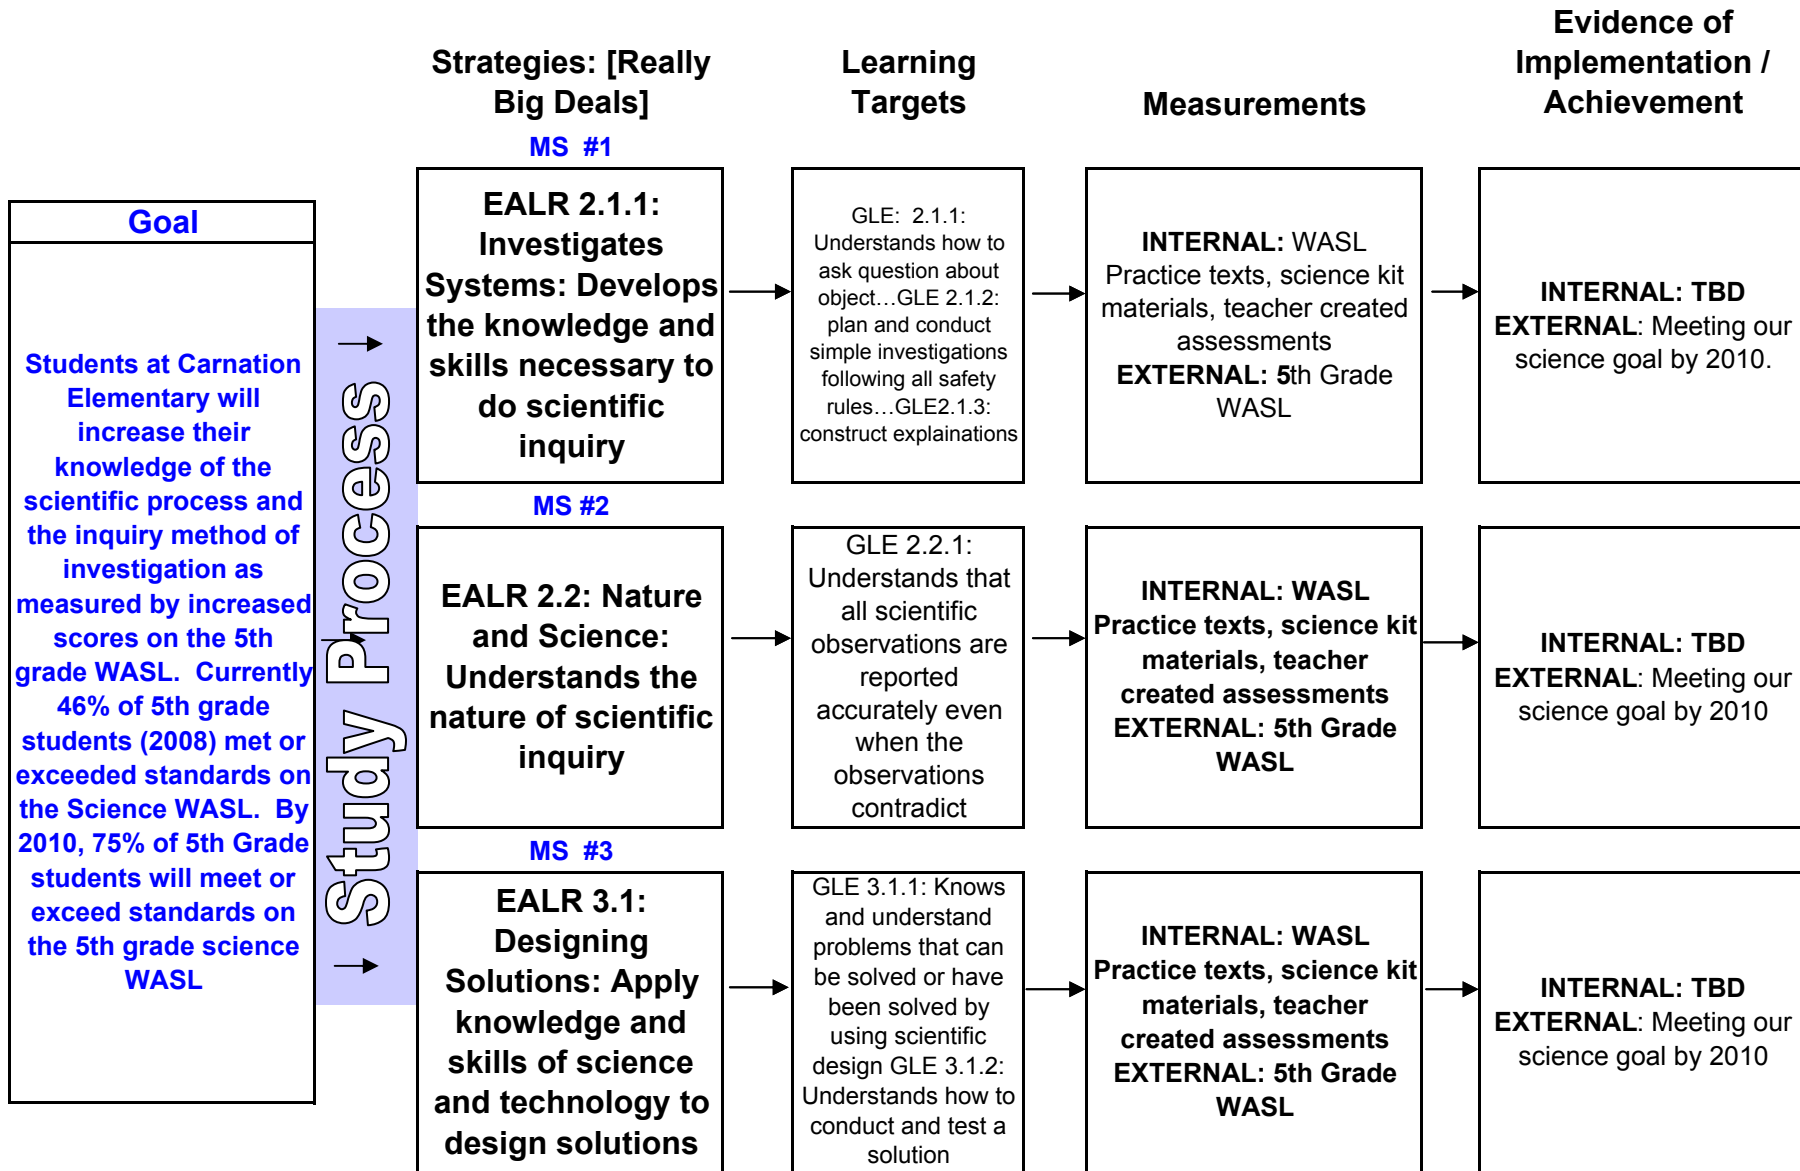 Strategies: [Really
Big Deals]
Learning
Targets
Measurements
Evidence of
Implementation /
Achievement
Goal
Students at Carnation
Elementary will
increase their
knowledge of the
scientific process and
the inquiry method of
investigation as
measured by increased
scores on the 5th
grade WASL.  Currently
46% of 5th grade
students (2008) met or
exceeded standards on
the Science WASL.  By
2010, 75% of 5th Grade
students will meet or
exceed standards on
the 5th grade science
WASL
Study Process
MS  #1
EALR 2.1.1:
Investigates
Systems: Develops
the knowledge and
skills necessary to
do scientific
inquiry
GLE:  2.1.1:
Understands how to
ask question about
object…GLE 2.1.2:
plan and conduct
simple investigations
following all safety
rules…GLE2.1.3:
construct explainations
INTERNAL: WASL
Practice texts, science kit
materials, teacher created
assessments
EXTERNAL: 5th Grade
WASL
INTERNAL: TBD
EXTERNAL: Meeting our
science goal by 2010.
MS #2
EALR 2.2: Nature
and Science:
Understands the
nature of scientific
inquiry
GLE 2.2.1:
Understands that
all scientific
observations are
reported
accurately even
when the
observations
contradict
INTERNAL: WASL
Practice texts, science kit
materials, teacher
created assessments
EXTERNAL: 5th Grade
WASL
INTERNAL: TBD
EXTERNAL: Meeting our
science goal by 2010
MS  #3
EALR 3.1:
Designing
Solutions: Apply
knowledge and
skills of science
and technology to
design solutions
GLE 3.1.1: Knows
and understand
problems that can
be solved or have
been solved by
using scientific
design GLE 3.1.2:
Understands how to
conduct and test a
solution
INTERNAL: WASL
Practice texts, science kit
materials, teacher
created assessments
EXTERNAL: 5th Grade
WASL
INTERNAL: TBD
EXTERNAL: Meeting our
science goal by 2010